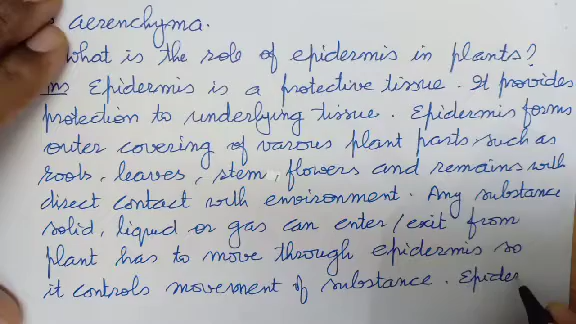 aerenchyma.
What is the role of epidermis in plants?
Ans Epidermis is a protective tissue. It provides
protection to underlying tissue. Epidermis forms
outer covering of various plant parts, such as
roots, leaves, stem, flowers and remains with
direct contact with environment. Any substance
solid, liquid or gas can enter/exit from
plant has to move through epidermis so
it controls movement of substance. Epider